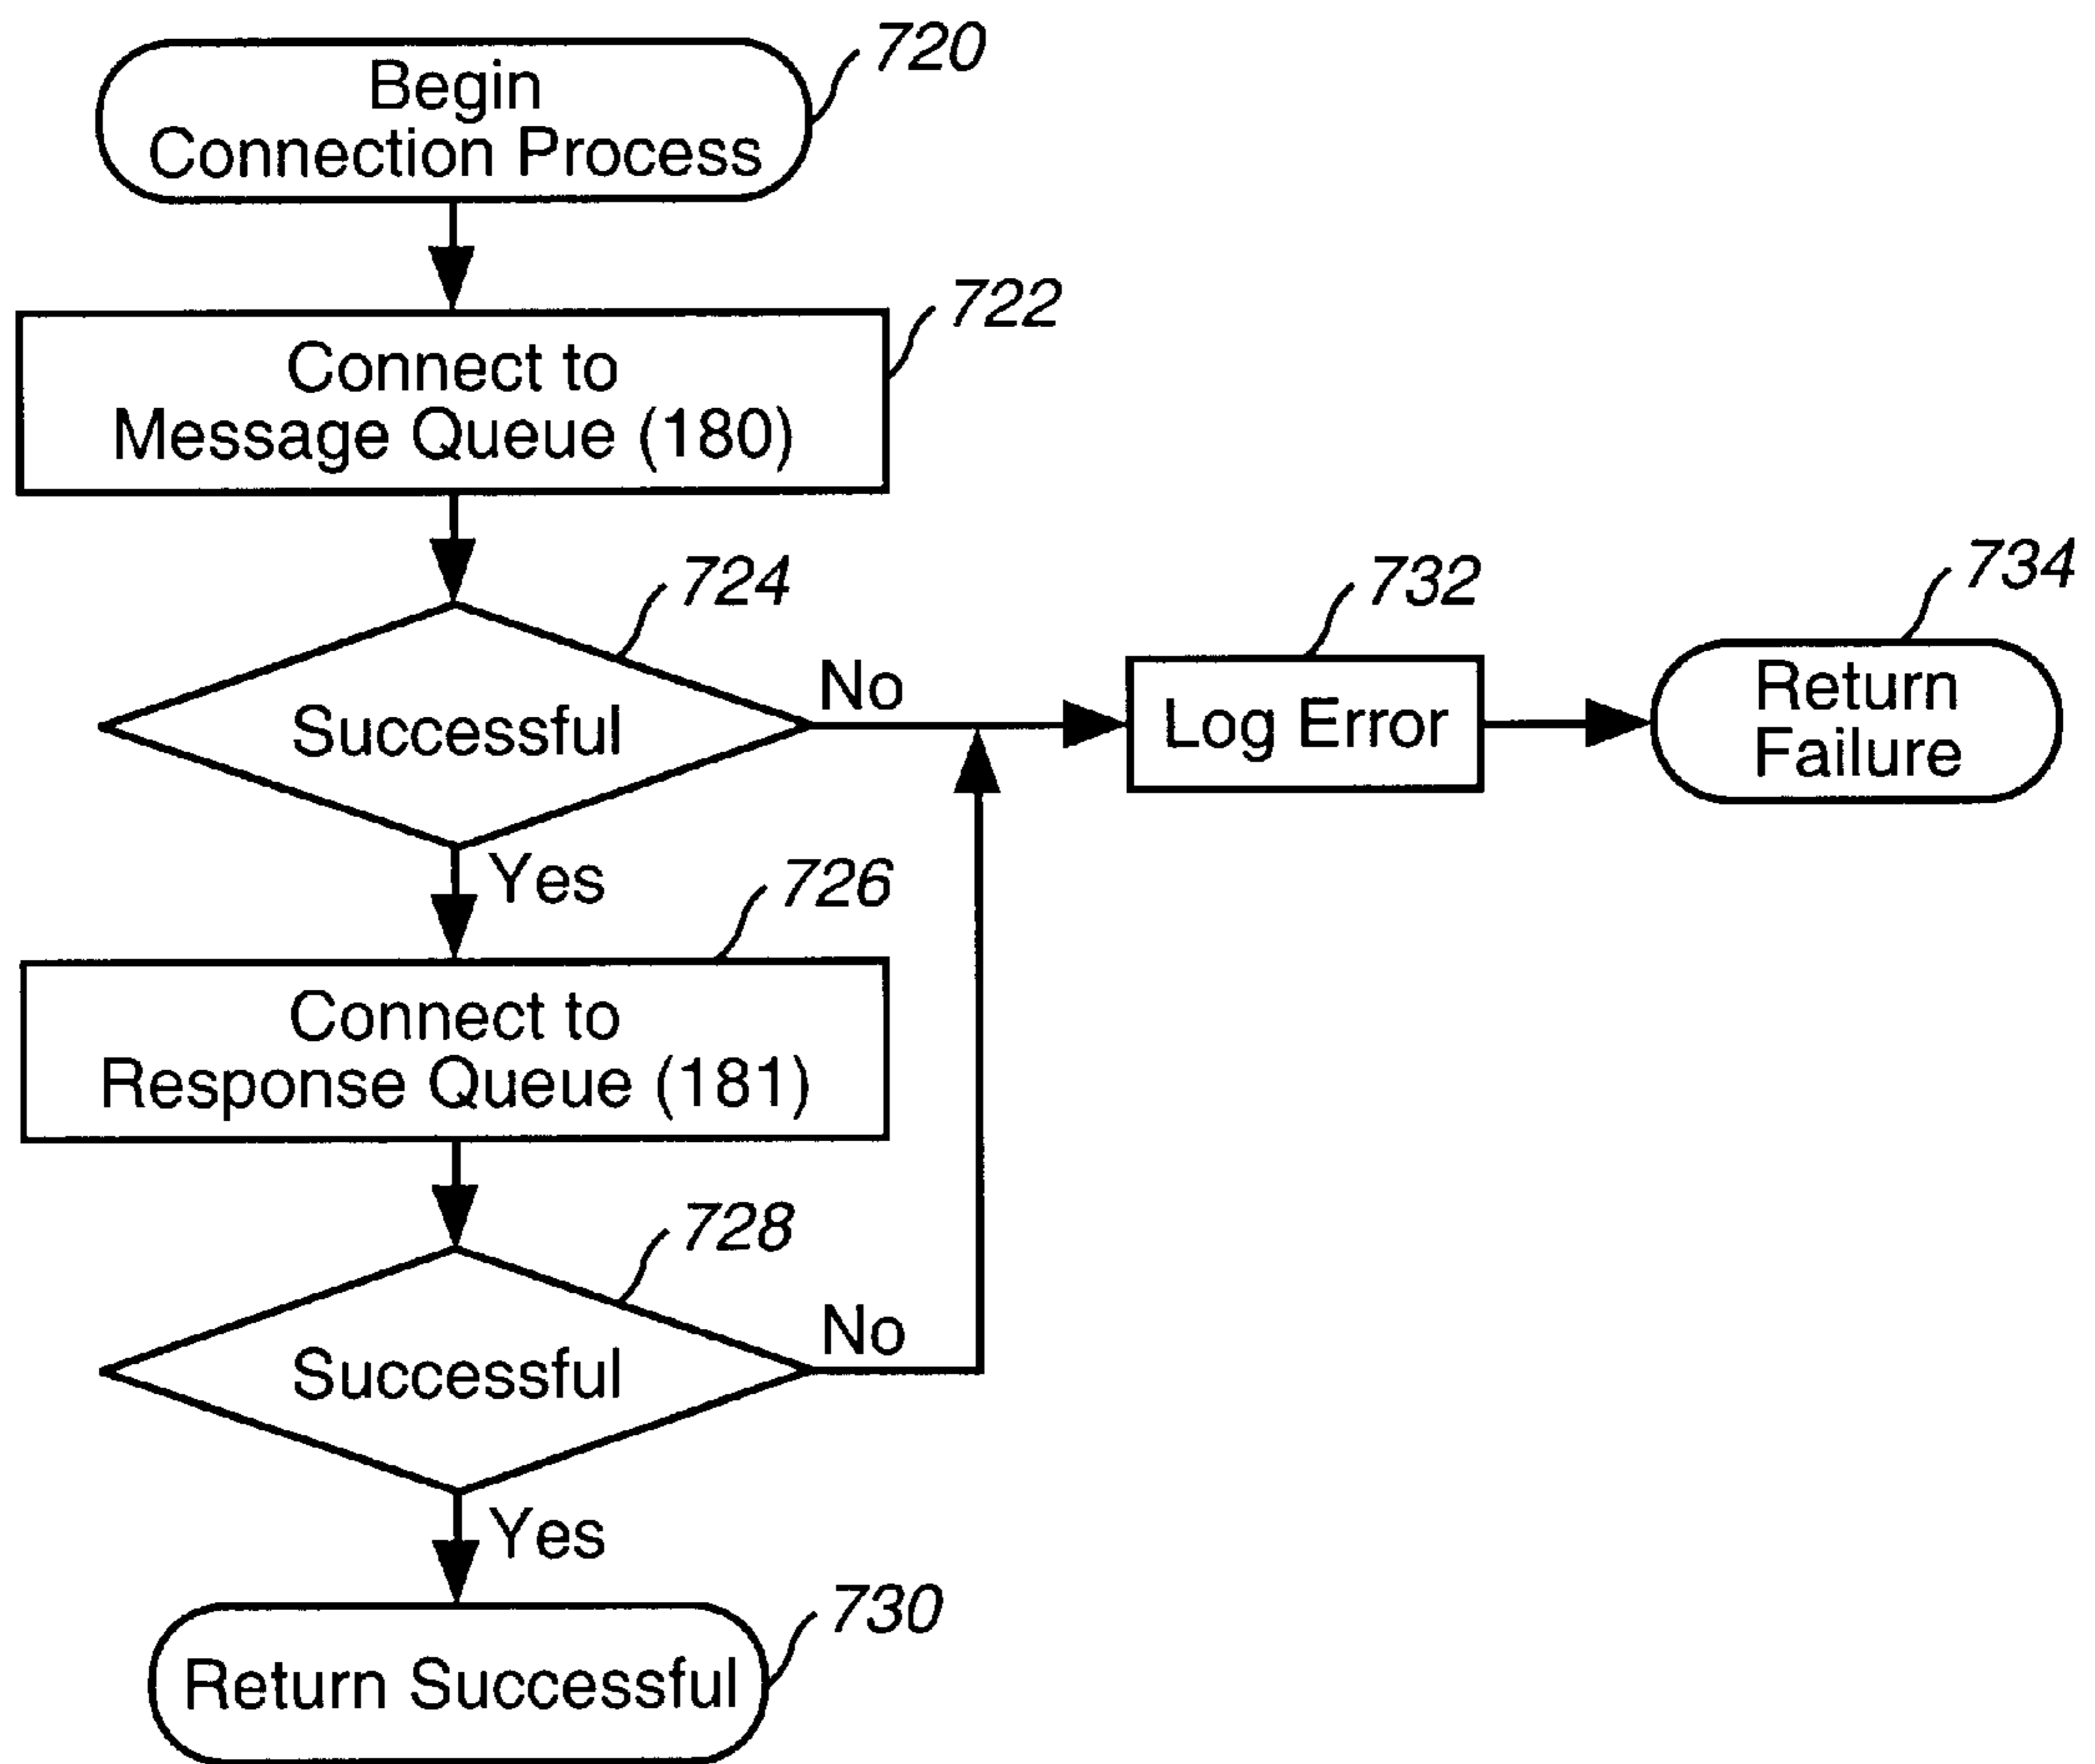 Begin
Connection Process
720
Connect to
Message Queue (180)
722
Successful
724
No
Log Error
732
Return
Failure
734
Yes
Connect to
Response Queue (181)
726
Successful
728
No
Yes
Return Successful
730